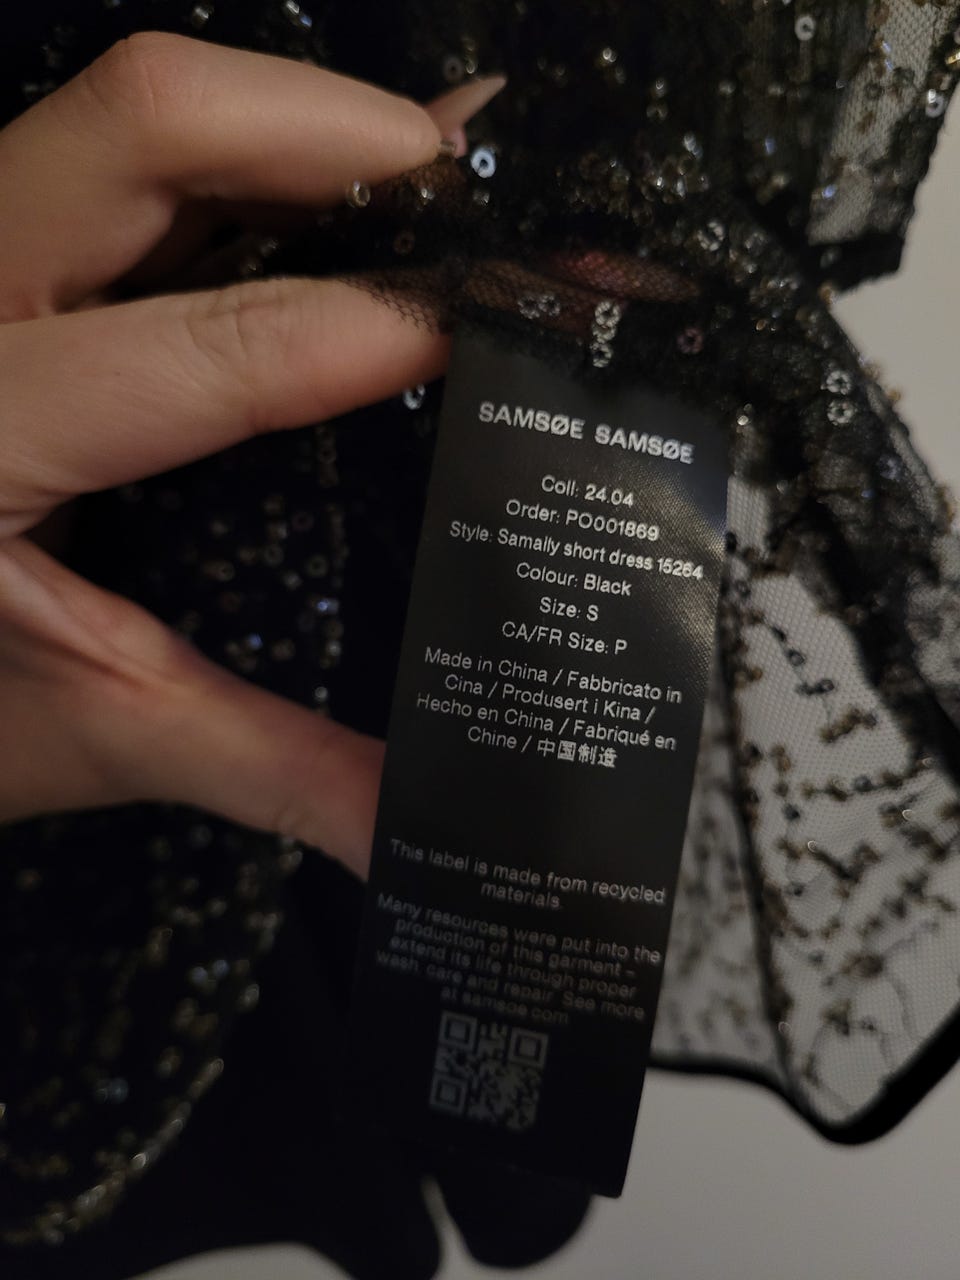 SAMSØE SAMSØE
Coll: 24.04
Order: PO001869
Style: Samally short dress 15264
Colour: Black
Size: S
CA/FR Size: P
Made in China / Fabbricato in
Cina / Produsert i Kina /
Hecho en China / Fabriqué en
Chine / 中国制造
This label is made from recycled
materials.
Many resources were put into the
production of this garment –
extend its life through proper
wash, care and repair. See more
at samsoe.com